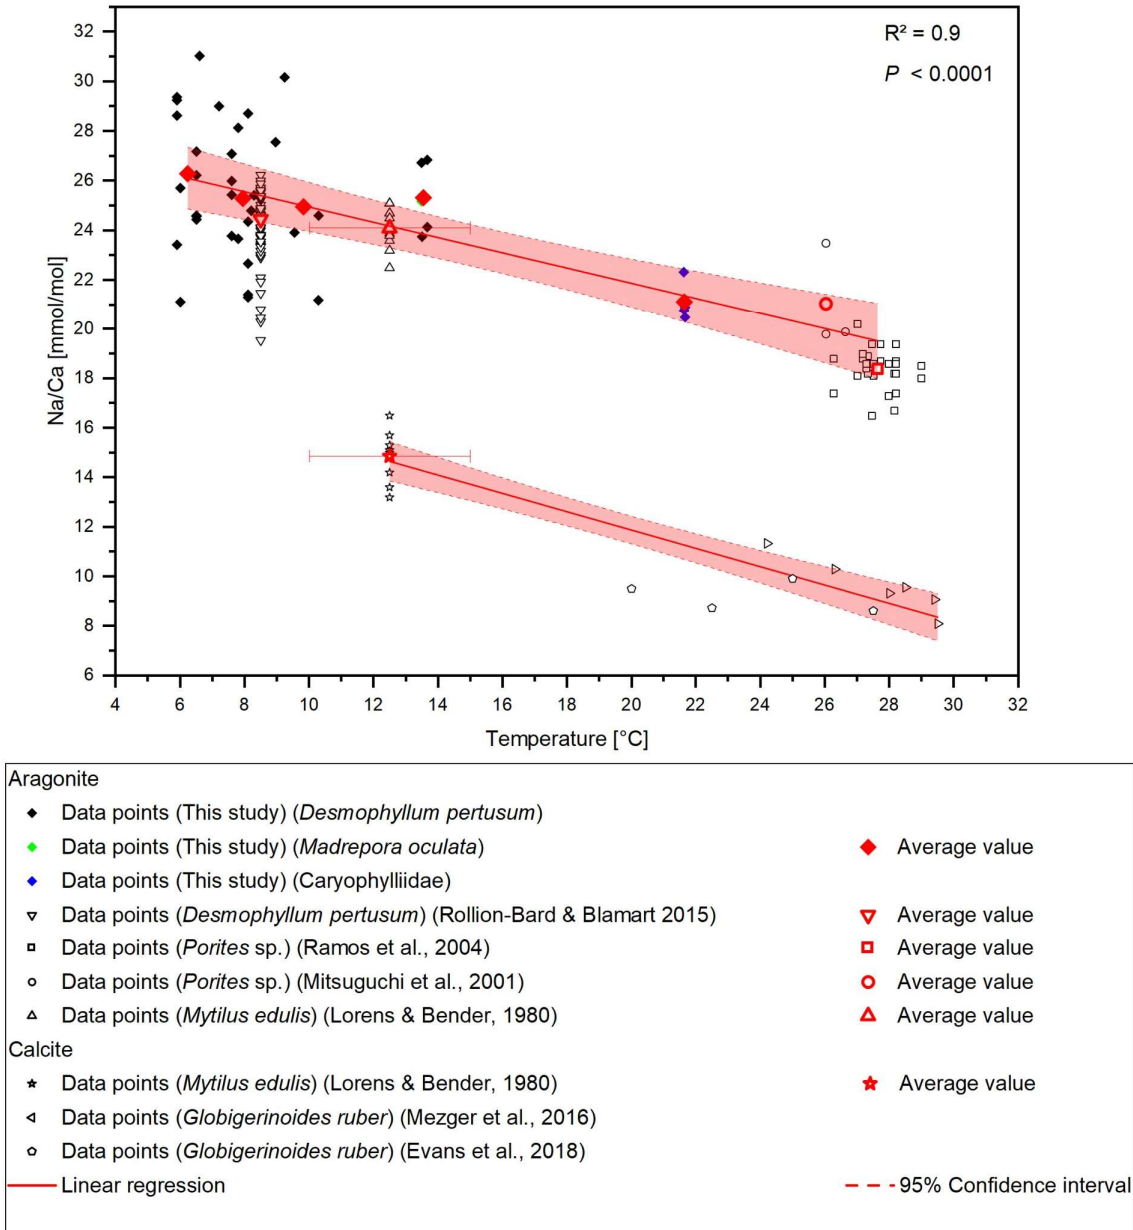 R² = 0.9
P < 0.0001
Na/Ca [mmol/mol]
32
30
28
26
24
22
20
18
16
14
12
10
8
6
4 6 8 10 12 14 16 18 20 22 24 26 28 30 32
Temperature [°C]
Aragonite
Data points (This study) (Desmophyllum pertusum)
Data points (This study) (Madrepora oculata) Average value
Data points (This study) (Caryophylliidae)
Data points (Desmophyllum pertusum) (Rollion-Bard & Blamart 2015) Average value
Data points (Porites sp.) (Ramos et al., 2004) Average value
Data points (Porites sp.) (Mitsuguchi et al., 2001) Average value
Data points (Mytilus edulis) (Lorens & Bender, 1980) Average value
Calcite
Data points (Mytilus edulis) (Lorens & Bender, 1980) Average value
Data points (Globigerinoides ruber) (Mezger et al., 2016)
Data points (Globigerinoides ruber) (Evans et al., 2018)
Linear regression 95% Confidence interval